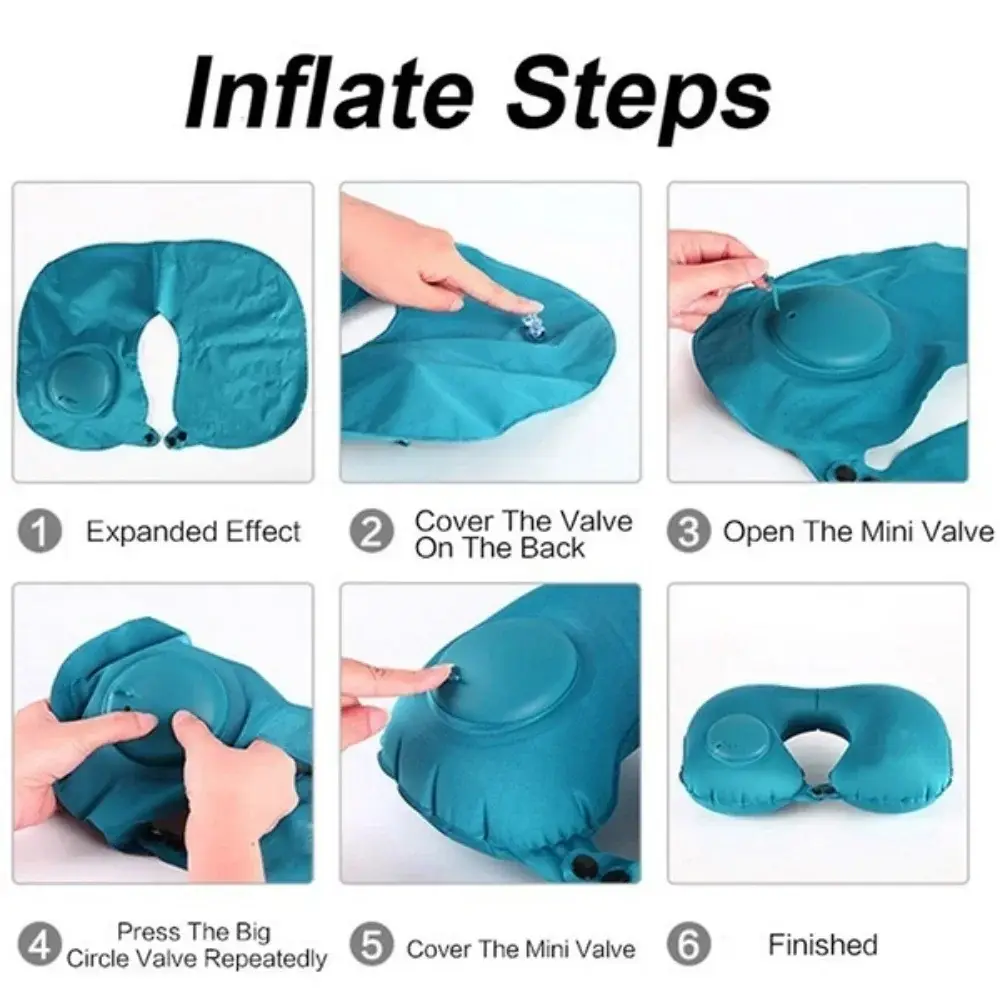 Inflate Steps
1 Expanded Effect
2 Cover The Valve
On The Back
3 Open The Mini Valve
4 Press The Big
Circle Valve Repeatedly
5 Cover The Mini Valve
6 Finished